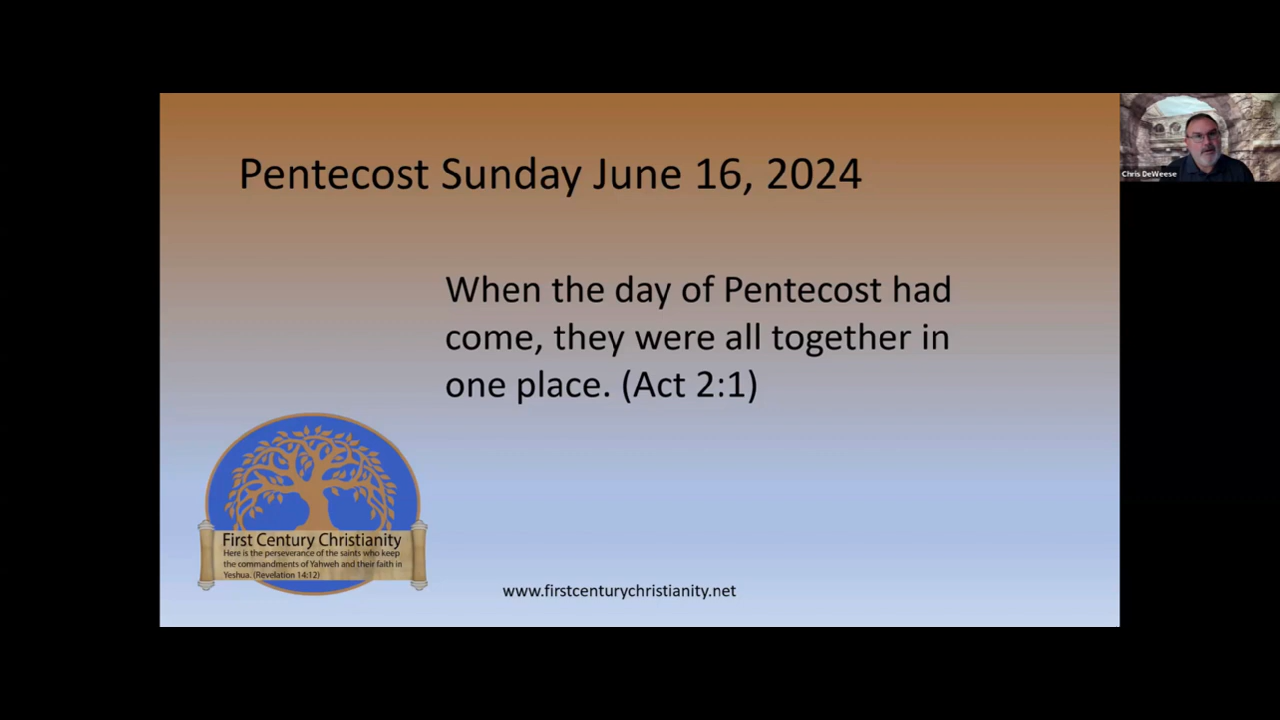 Pentecost Sunday June 16, 2024
Chris DeWeese
When the day of Pentecost had
come, they were all together in
one place. (Act 2:1)
First Century Christianity
Here is the perseverance of the saints who keep
the commandments of Yahweh and their faith in
Yeshua. (Revelation 14:12)
www.firstcenturychristianity.net